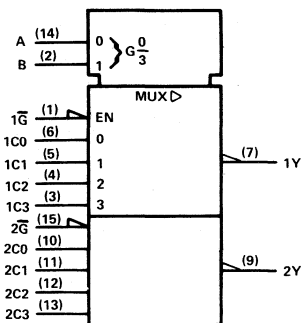 A (14) 0
B (2) 1
G 0/3
MUX ▷
1G̅ (1) EN
1C0 (6) 0
1C1 (5) 1
1C2 (4) 2
1C3 (3) 3
(7) 1Y
2G̅ (15)
2C0 (10)
2C1 (11)
2C2 (12)
2C3 (13)
(9) 2Y